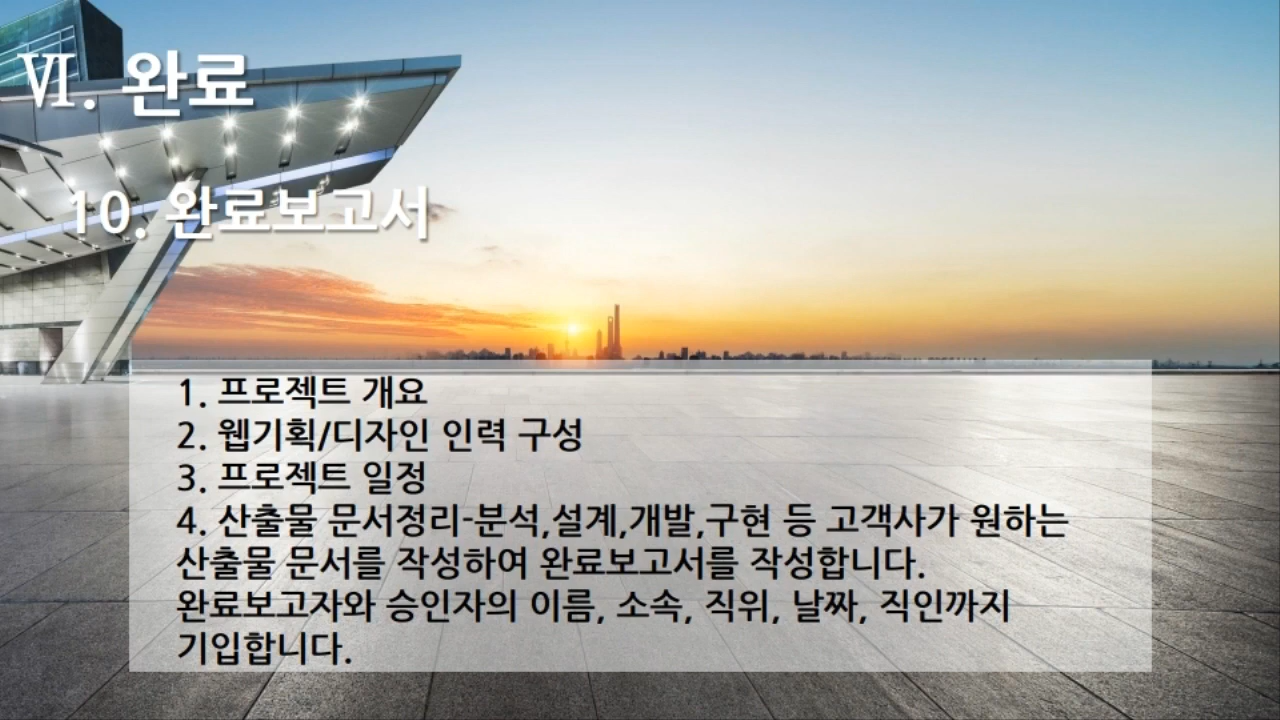 Ⅵ. 완료
10. 완료보고서
1. 프로젝트 개요
2. 웹기획/디자인 인력 구성
3. 프로젝트 일정
4. 산출물 문서정리-분석,설계,개발,구현 등 고객사가 원하는
산출물 문서를 작성하여 완료보고서를 작성합니다.
완료보고자와 승인자의 이름, 소속, 직위, 날짜, 직인까지
기입합니다.